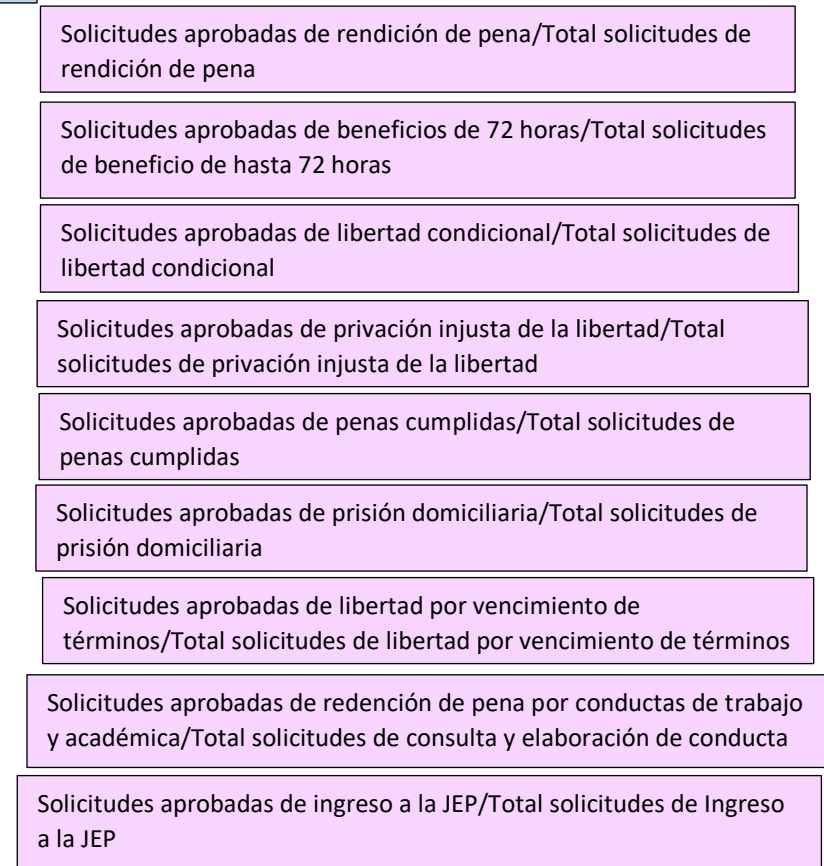 Solicitudes aprobadas de rendición de pena/Total solicitudes de
rendición de pena
Solicitudes aprobadas de beneficios de 72 horas/Total solicitudes
de beneficio de hasta 72 horas
Solicitudes aprobadas de libertad condicional/Total solicitudes de
libertad condicional
Solicitudes aprobadas de privación injusta de la libertad/Total
solicitudes de privación injusta de la libertad
Solicitudes aprobadas de penas cumplidas/Total solicitudes de
penas cumplidas
Solicitudes aprobadas de prisión domiciliaria/Total solicitudes de
prisión domiciliaria
Solicitudes aprobadas de libertad por vencimiento de
términos/Total solicitudes de libertad por vencimiento de términos
Solicitudes aprobadas de redención de pena por conductas de trabajo
y académica/Total solicitudes de consulta y elaboración de conducta
Solicitudes aprobadas de ingreso a la JEP/Total solicitudes de Ingreso
a la JEP